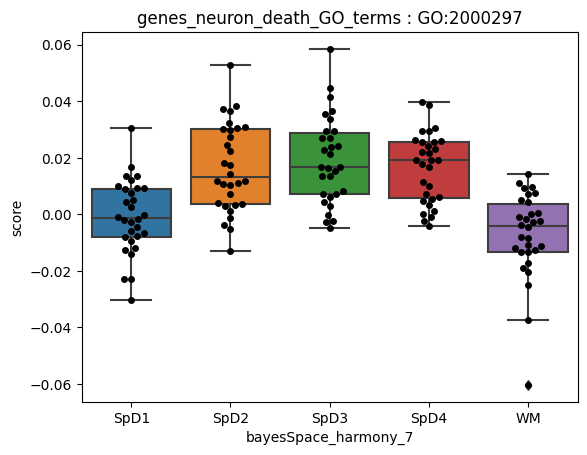 genes_neuron_death_GO_terms : GO:2000297
score
0.06
0.04
0.02
0.00
−0.02
−0.04
−0.06
SpD1 SpD2 SpD3 SpD4 WM
bayesSpace_harmony_7